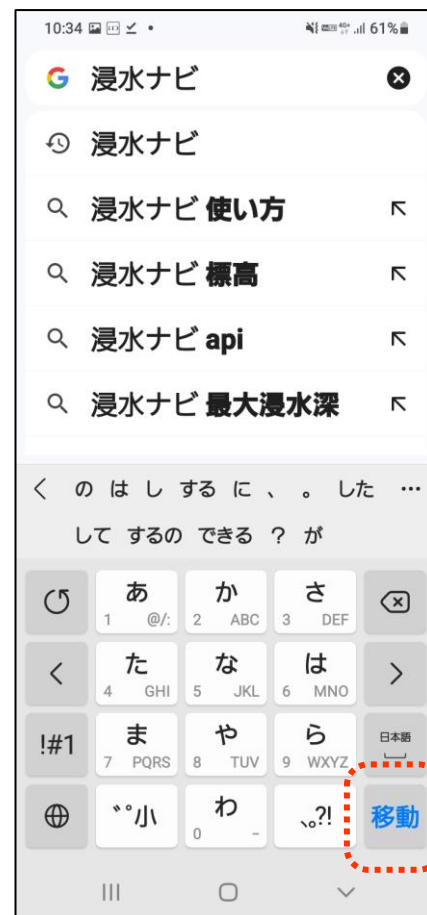 10:34 61%
浸水ナビ
浸水ナビ
浸水ナビ 使い方
浸水ナビ 標高
浸水ナビ api
浸水ナビ 最大浸水深
の は し する に 、 。 した …
して するの できる ? が
あ か さ
1 @/: 2 ABC 3 DEF
た な は
4 GHI 5 JKL 6 MNO
!#1 ま や ら 日本語
7 PQRS 8 TUV 9 WXYZ
゛゜小 わ 、。?! 移動
0 -